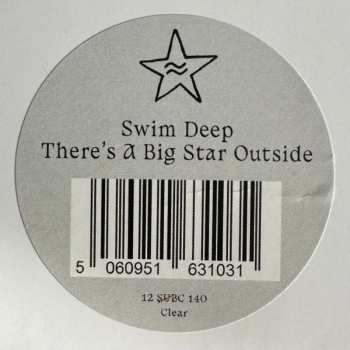 Swim Deep
There's A Big Star Outside
5 060951 631031
12 SUBC 140
Clear